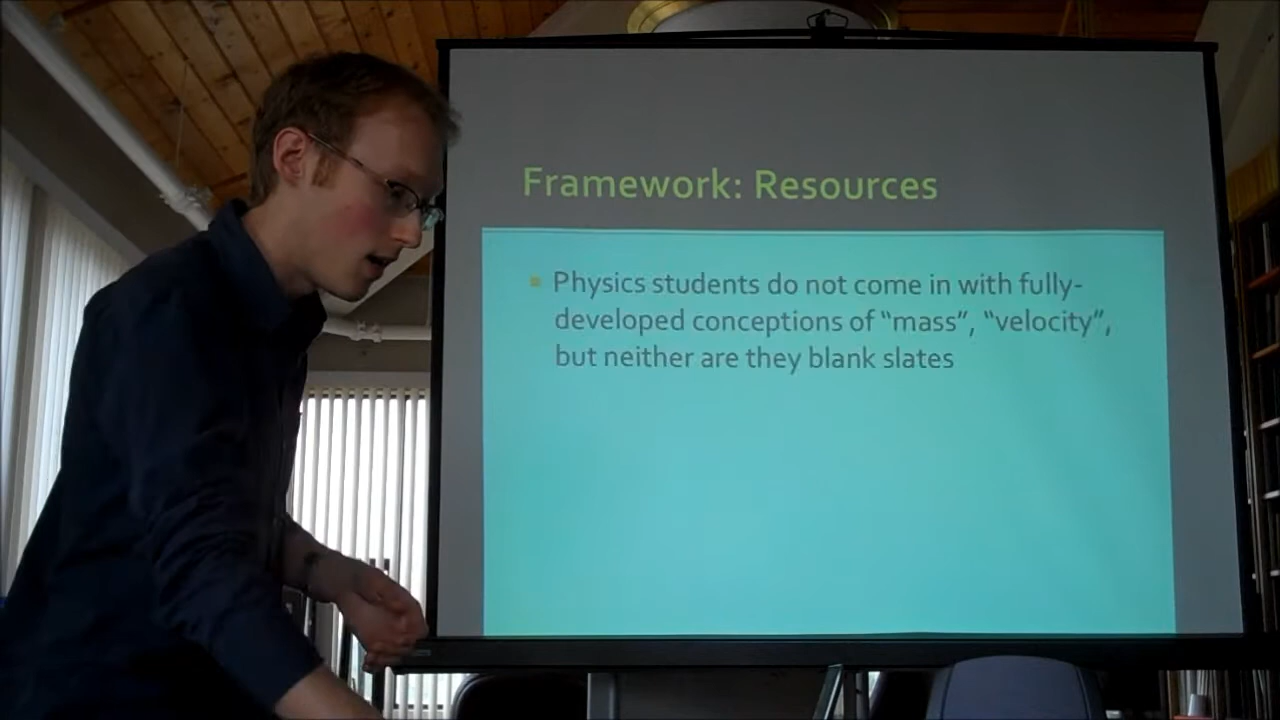 Framework: Resources
Physics students do not come in with fully-
developed conceptions of “mass”, “velocity”,
but neither are they blank slates